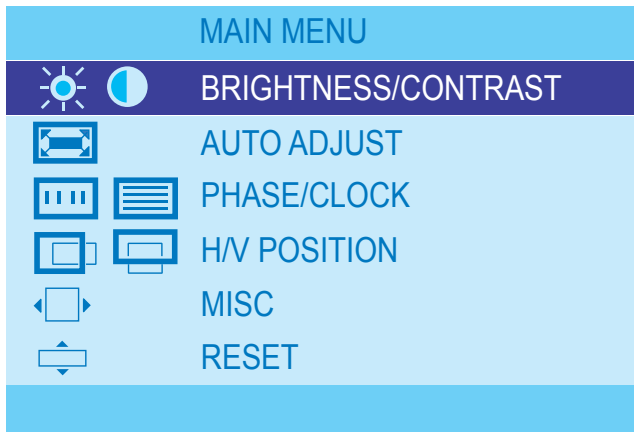 MAIN MENU
BRIGHTNESS/CONTRAST
AUTO ADJUST
PHASE/CLOCK
H/V POSITION
MISC
RESET